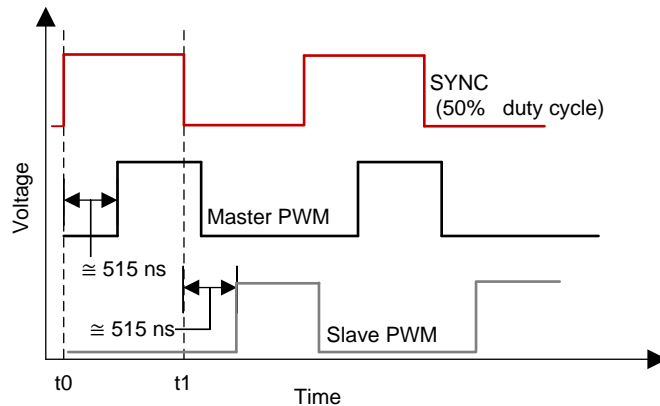 SYNC
(50% duty cycle)
Voltage
Master PWM
≅ 515 ns
≅ 515 ns
Slave PWM
t0
t1
Time